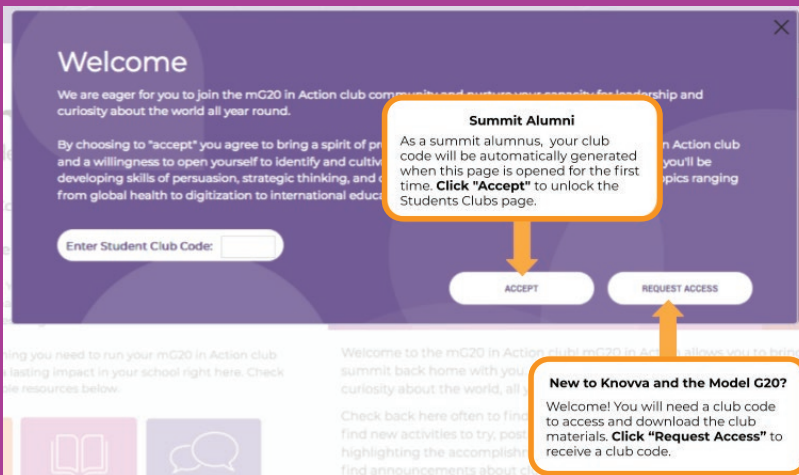 Welcome
We are eager for you to join the mG20 in Action club community and nurture your capacity for leadership and
curiosity about the world all year round.
By choosing to "accept" you agree to bring a spirit of
n Action club
and a willingness to open yourself to identify and
you'll be
developing skills of persuasion, strategic thinking, and
topics ranging
from global health to digitization to international
Enter Student Club Code:
Summit Alumni
As a summit alumnus, your club
code will be automatically generated
when this page is opened for the first
time. Click "Accept" to unlock the
Students Clubs page.
ACCEPT
REQUEST ACCESS
you need to run your mG20 in Action club
lasting impact in your school right here. Check
resources below.
Welcome to the mG20 in Action club! mG20 in Action allows you to bring
summit back home with you
curiosity about the world, all
Check back here often to find
find new activities to try, post
highlighting the
find announcements about
New to Knovva and the Model G20?
Welcome! You will need a club code
to access and download the club
materials. Click “Request Access” to
receive a club code.